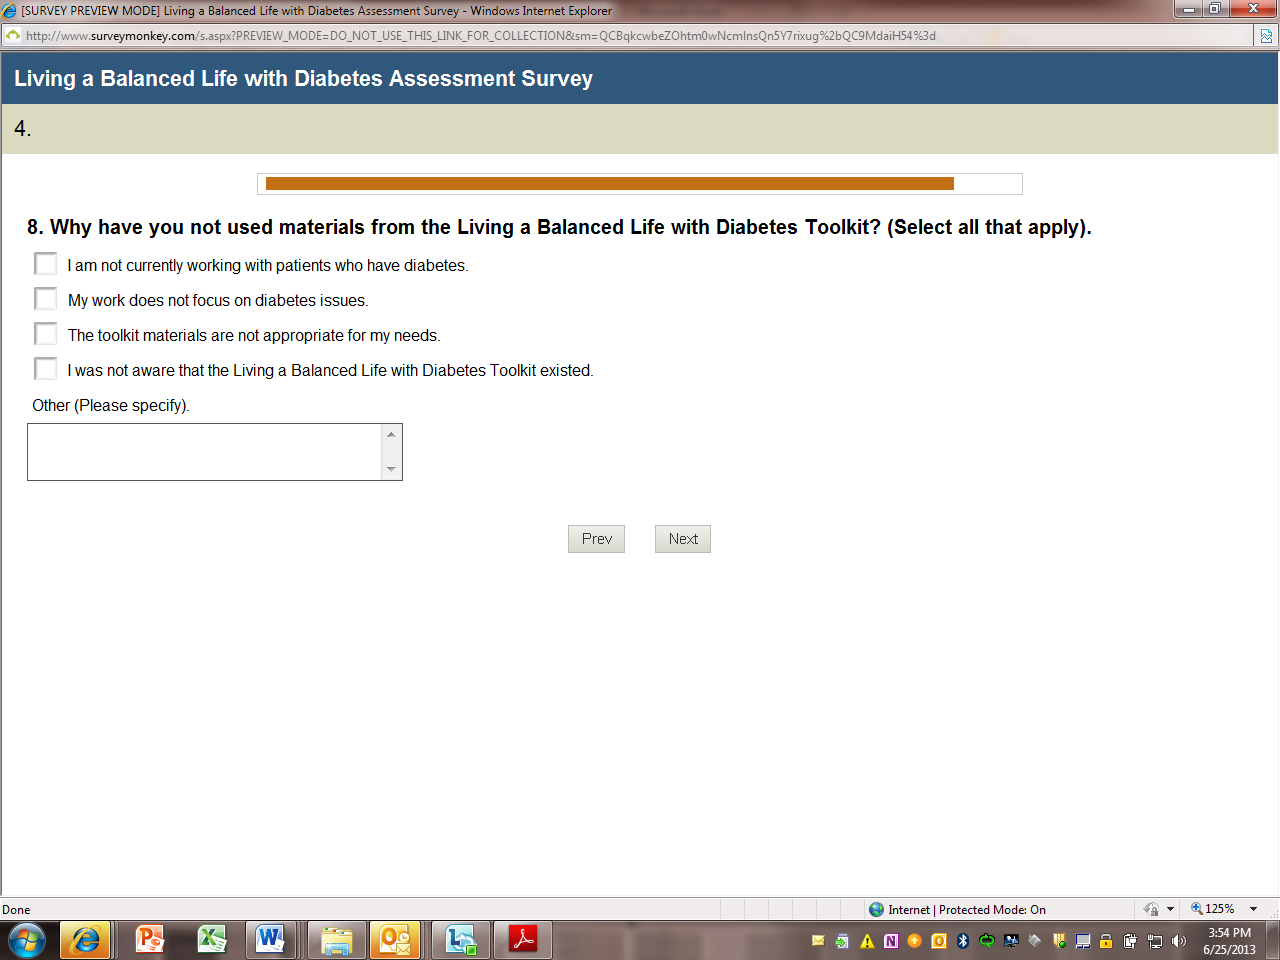 [SURVEY PREVIEW MODE] Living a Balanced Life with Diabetes Assessment Survey - Windows Internet Explorer
http://www.surveymonkey.com/s.aspx?PREVIEW_MODE=DO_NOT_USE_THIS_LINK_FOR_COLLECTION&sm=QCBqkcwbeZOhtm0wNcmInsQn5Y7rixug%2bQC9MdaiH54%3d
Living a Balanced Life with Diabetes Assessment Survey
4.
8. Why have you not used materials from the Living a Balanced Life with Diabetes Toolkit? (Select all that apply).
I am not currently working with patients who have diabetes.
My work does not focus on diabetes issues.
The toolkit materials are not appropriate for my needs.
I was not aware that the Living a Balanced Life with Diabetes Toolkit existed.
Other (Please specify).
Prev Next
Done Internet | Protected Mode: On 125%
3:54 PM
6/25/2013